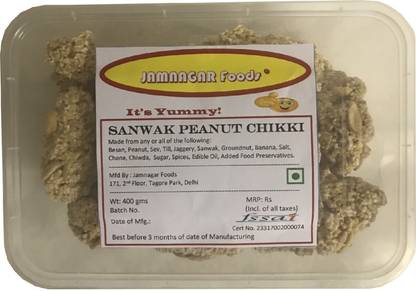 JAMNAGAR FOODS®
It's Yummy!
SANWAK PEANUT CHIKKI
Made from any or all of the following:
Besan, Peanut, Sev, Till, Jaggery, Sanwak, Groundnut, Banana, Salt,
Chana, Chiwda, Sugar, Spices, Edible Oil, Added Food Preservatives.
Mfd By : Jamnagar Foods
171, 2nd Floor, Tagore Park, Delhi
Wt: 400 gms
MRP: Rs
Batch No.
(Incl. of all taxes)
Date of Mfg.:
fssai
Cert No. 23317002000074
Best before 3 months of date of Manufacturing